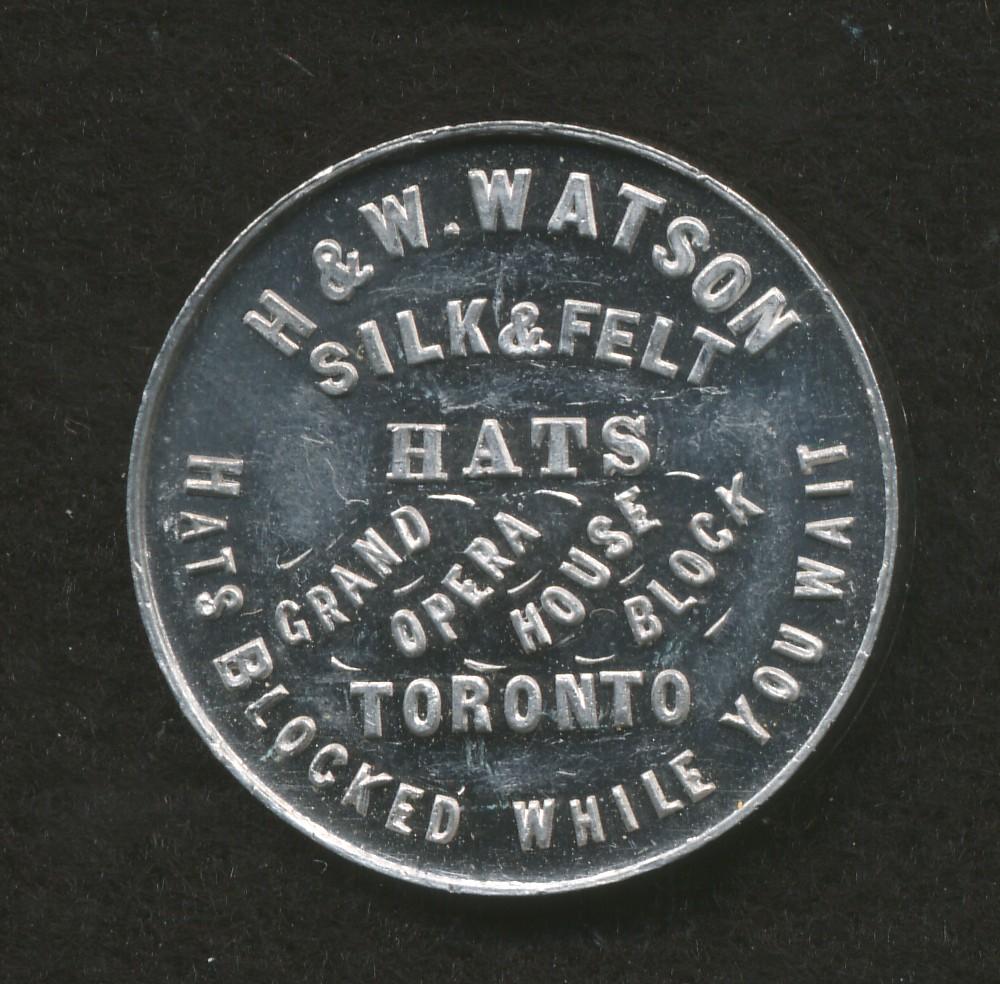 H & W. WATSON
SILK & FELT
HATS
GRAND
OPERA
HOUSE
BLOCK
TORONTO
HATS BLOCKED WHILE YOU WAIT